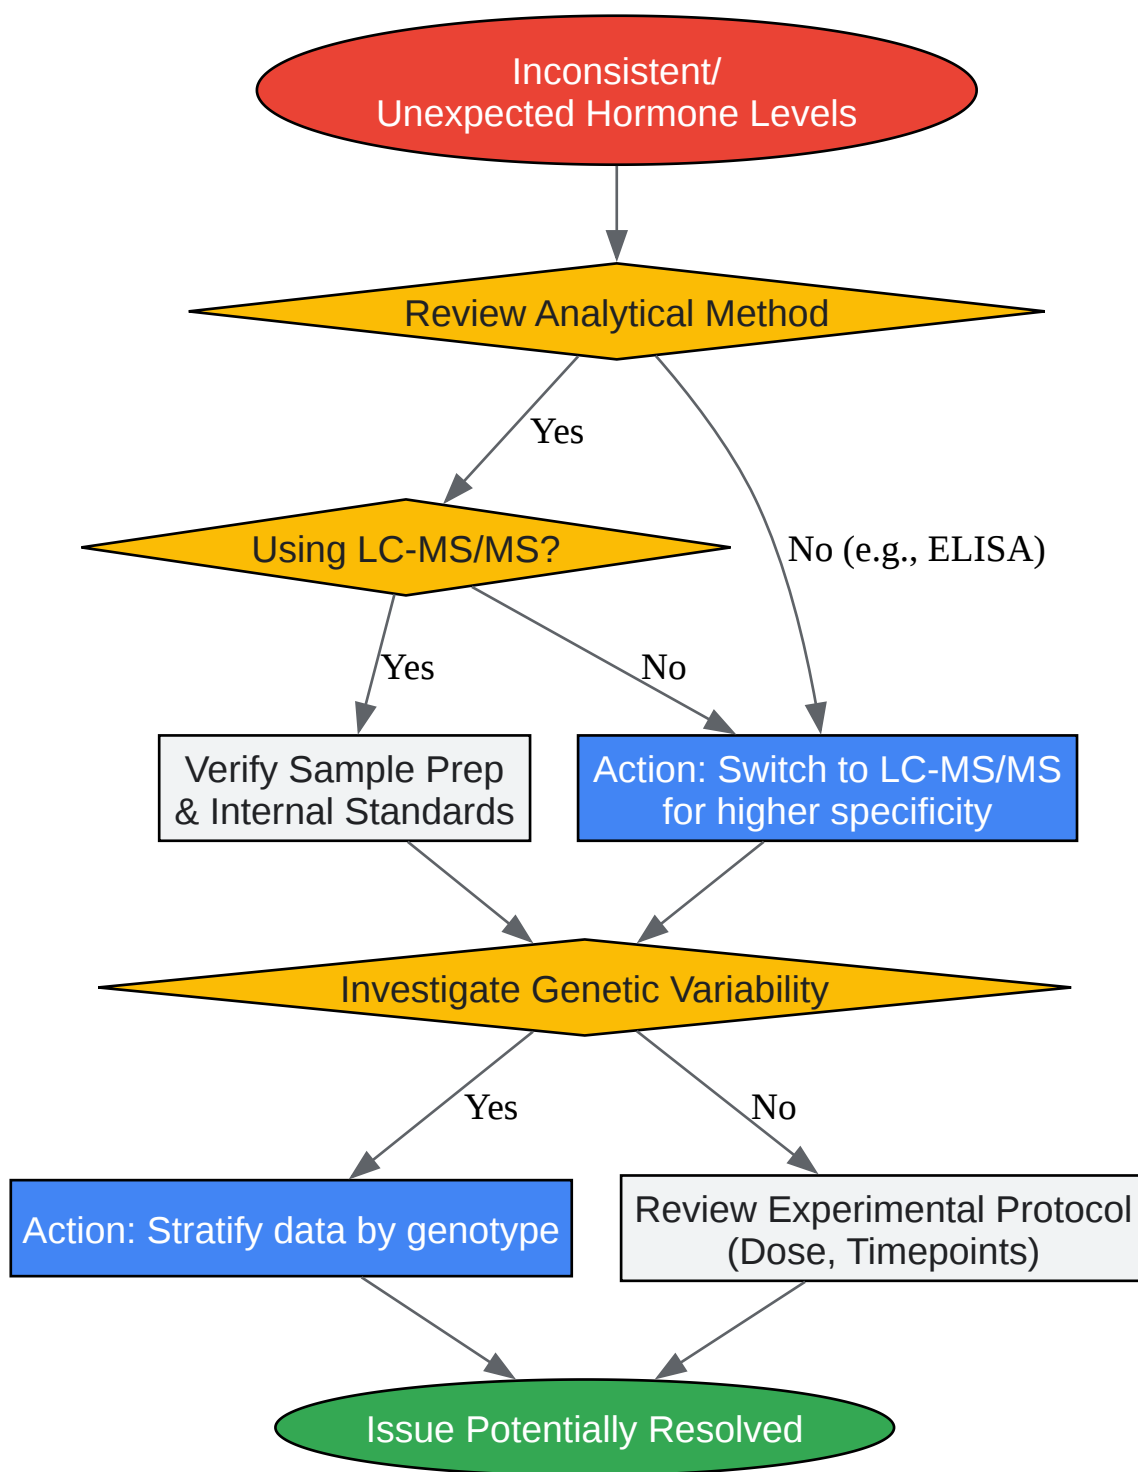 Inconsistent/
Unexpected Hormone Levels
Review Analytical Method
Yes
Using LC-MS/MS?
No (e.g., ELISA)
Yes
No
Verify Sample Prep
& Internal Standards
Action: Switch to LC-MS/MS
for higher specificity
Investigate Genetic Variability
Yes
No
Action: Stratify data by genotype
Review Experimental Protocol
(Dose, Timepoints)
Issue Potentially Resolved